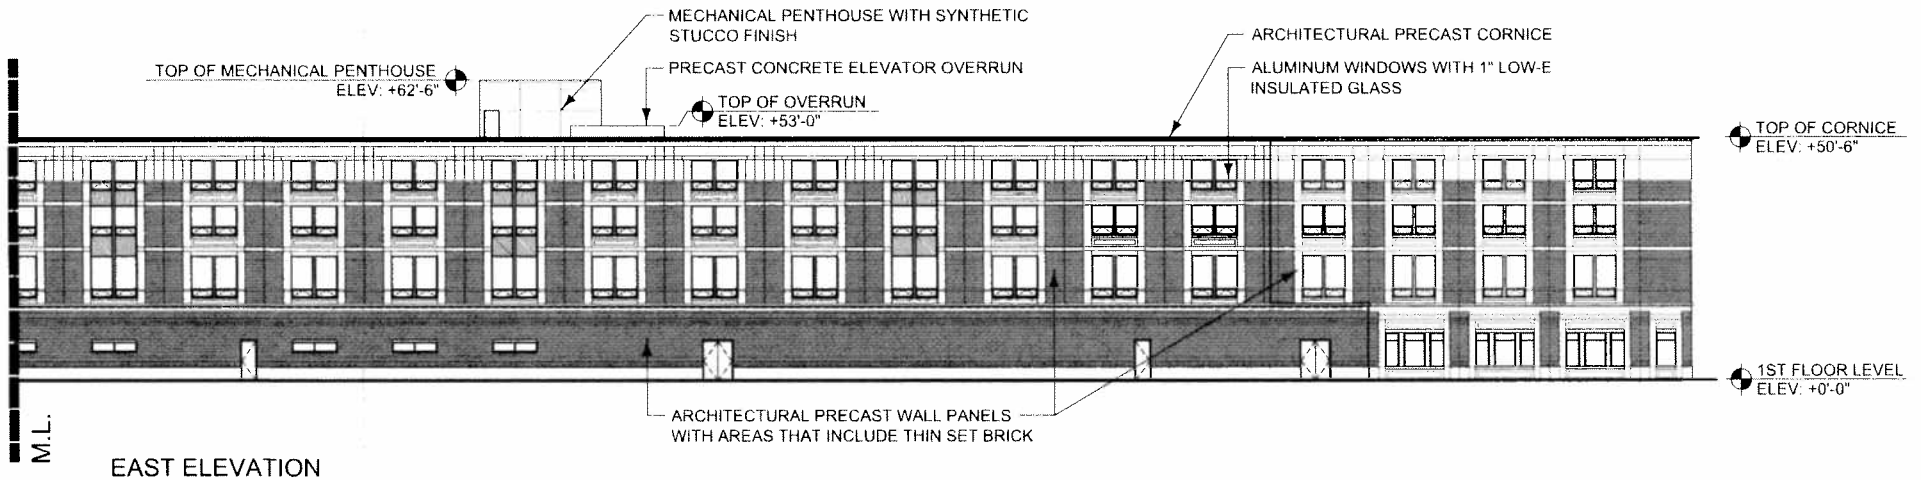 MECHANICAL PENTHOUSE WITH SYNTHETIC
STUCCO FINISH
ARCHITECTURAL PRECAST CORNICE
TOP OF MECHANICAL PENTHOUSE
ELEV: +62'-6"
PRECAST CONCRETE ELEVATOR OVERRUN
ALUMINUM WINDOWS WITH 1" LOW-E
INSULATED GLASS
TOP OF OVERRUN
ELEV: +53'-0"
TOP OF CORNICE
ELEV: +50'-6"
1ST FLOOR LEVEL
ELEV: +0'-0"
ARCHITECTURAL PRECAST WALL PANELS
WITH AREAS THAT INCLUDE THIN SET BRICK
M.L.
EAST ELEVATION